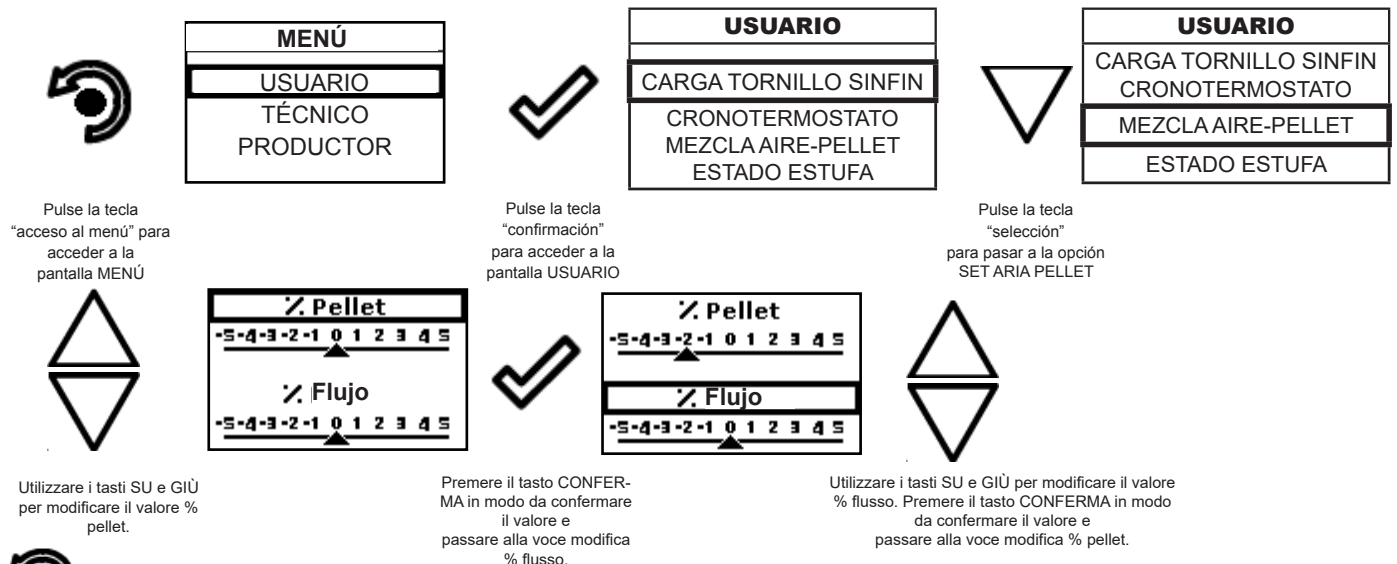 MENÚ
USUARIO
TÉCNICO
PRODUCTOR
USUARIO
CARGA TORNILLO SINFIN
CRONOTERMOSTATO
MEZCLA AIRE-PELLET
ESTADO ESTUFA
USUARIO
CARGA TORNILLO SINFIN
CRONOTERMOSTATO
MEZCLA AIRE-PELLET
ESTADO ESTUFA
Pulse la tecla
“acceso al menú” para
acceder a la
pantalla MENÚ
Pulse la tecla
“confirmación”
para acceder a la
pantalla USUARIO
Pulse la tecla
“selección”
para pasar a la opción
SET ARIA PELLET
% Pellet
-5-4-3-2-1 0 1 2 3 4 5
% Flujo
-5-4-3-2-1 0 1 2 3 4 5
% Pellet
-5-4-3-2-1 0 1 2 3 4 5
% Flujo
-5-4-3-2-1 0 1 2 3 4 5
Utilizzare i tasti SU e GIÙ
per modificare il valore %
pellet.
Premere il tasto CONFER-
MA in modo da confermare
il valore e
passare alla voce modifica
% flusso.
Utilizzare i tasti SU e GIÙ per modificare il valore
% flusso. Premere il tasto CONFERMA in modo
da confermare il valore e
passare alla voce modifica % pellet.